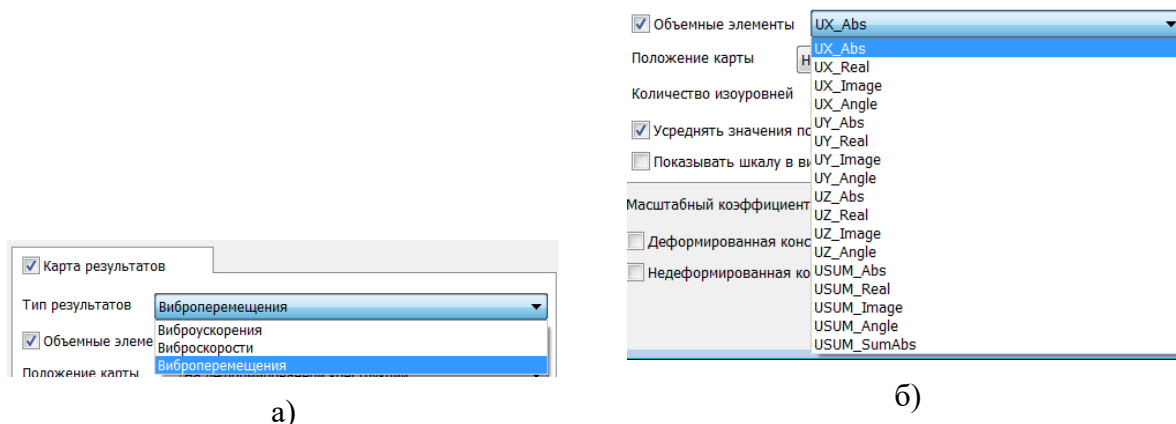 Карта результатов
Тип результатов Виброперемещения
Виброускорения
Объемные элеме Виброскорости
Виброперемещения
Положение карты
а)
Объемные элементы UX_Abs
UX_Abs
Положение карты Н UX_Real
UX_Image
Количество изоуровней UX_Angle
UY_Abs
Усреднять значения по UY_Real
Показывать шкалу в ви UY_Image
UY_Angle
UZ_Abs
Масштабный коэффициент UZ_Real
UZ_Image
Деформированная конс UZ_Angle
USUM_Abs
Недеформированная ко USUM_Real
USUM_Image
USUM_Angle
USUM_SumAbs
б)